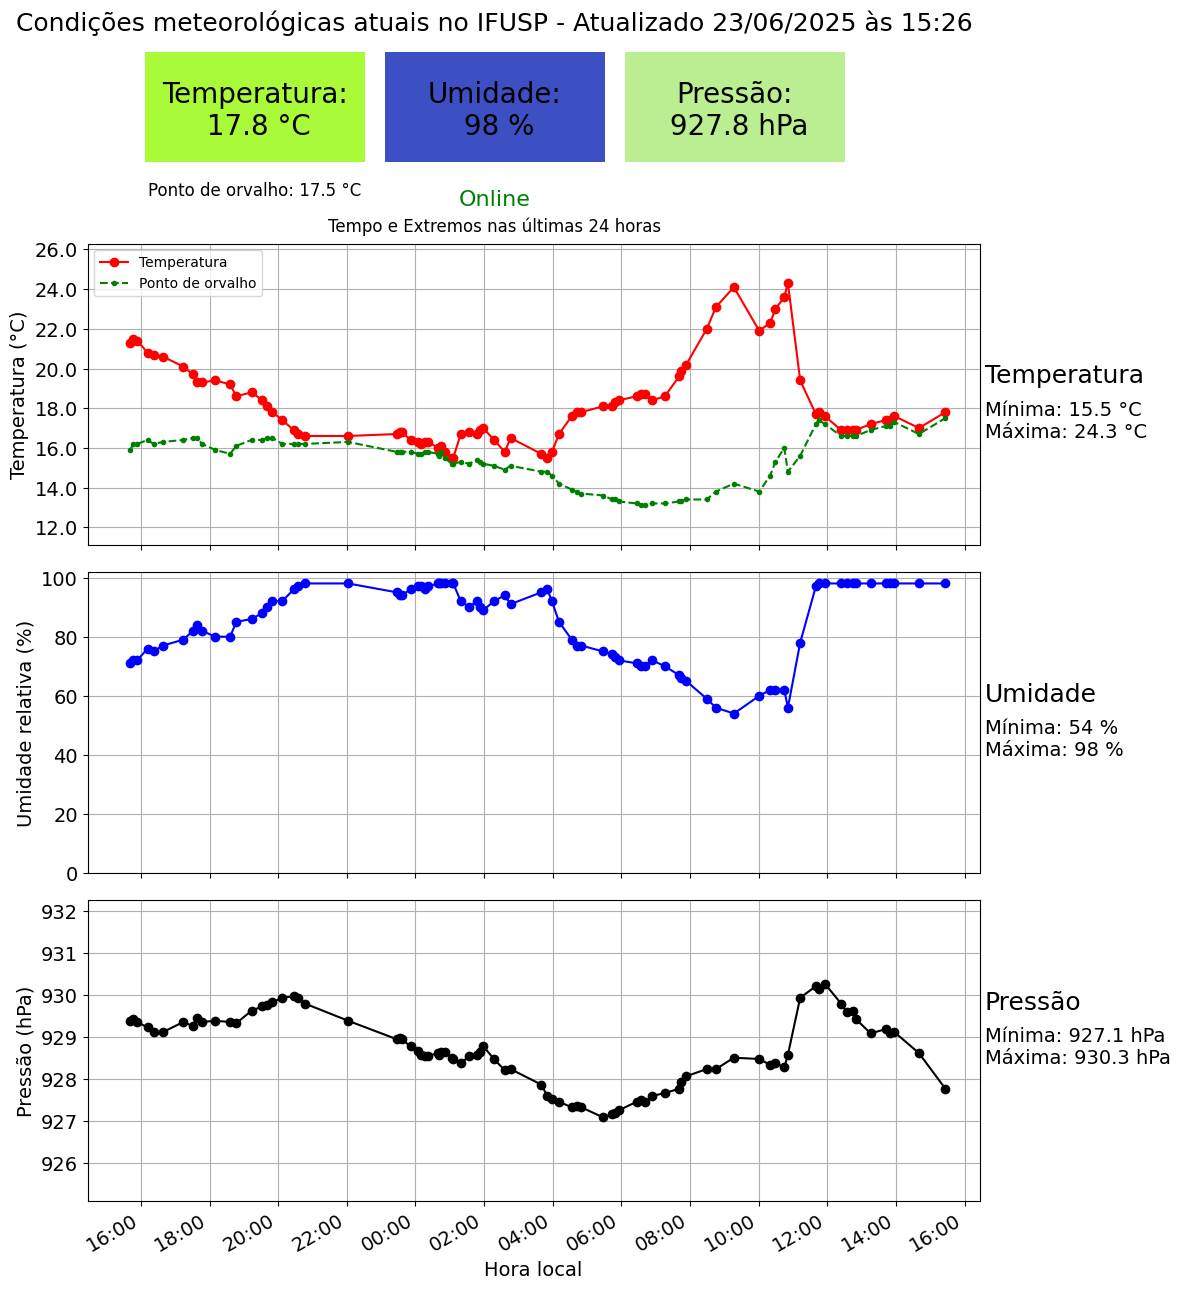 Condições meteorológicas atuais no IFUSP - Atualizado 23/06/2025 às 15:26
Temperatura:
17.8 °C
Umidade:
98 %
Pressão:
927.8 hPa
Ponto de orvalho: 17.5 °C
Online
Tempo e Extremos nas últimas 24 horas
Temperatura (°C)
26.0
24.0
22.0
20.0
18.0
16.0
14.0
12.0
Temperatura
Ponto de orvalho
Temperatura
Mínima: 15.5 °C
Máxima: 24.3 °C
Umidade relativa (%)
100
80
60
40
20
0
Umidade
Mínima: 54 %
Máxima: 98 %
Pressão (hPa)
932
931
930
929
928
927
926
Pressão
Mínima: 927.1 hPa
Máxima: 930.3 hPa
16:00 18:00 20:00 22:00 00:00 02:00 04:00 06:00 08:00 10:00 12:00 14:00 16:00
Hora local